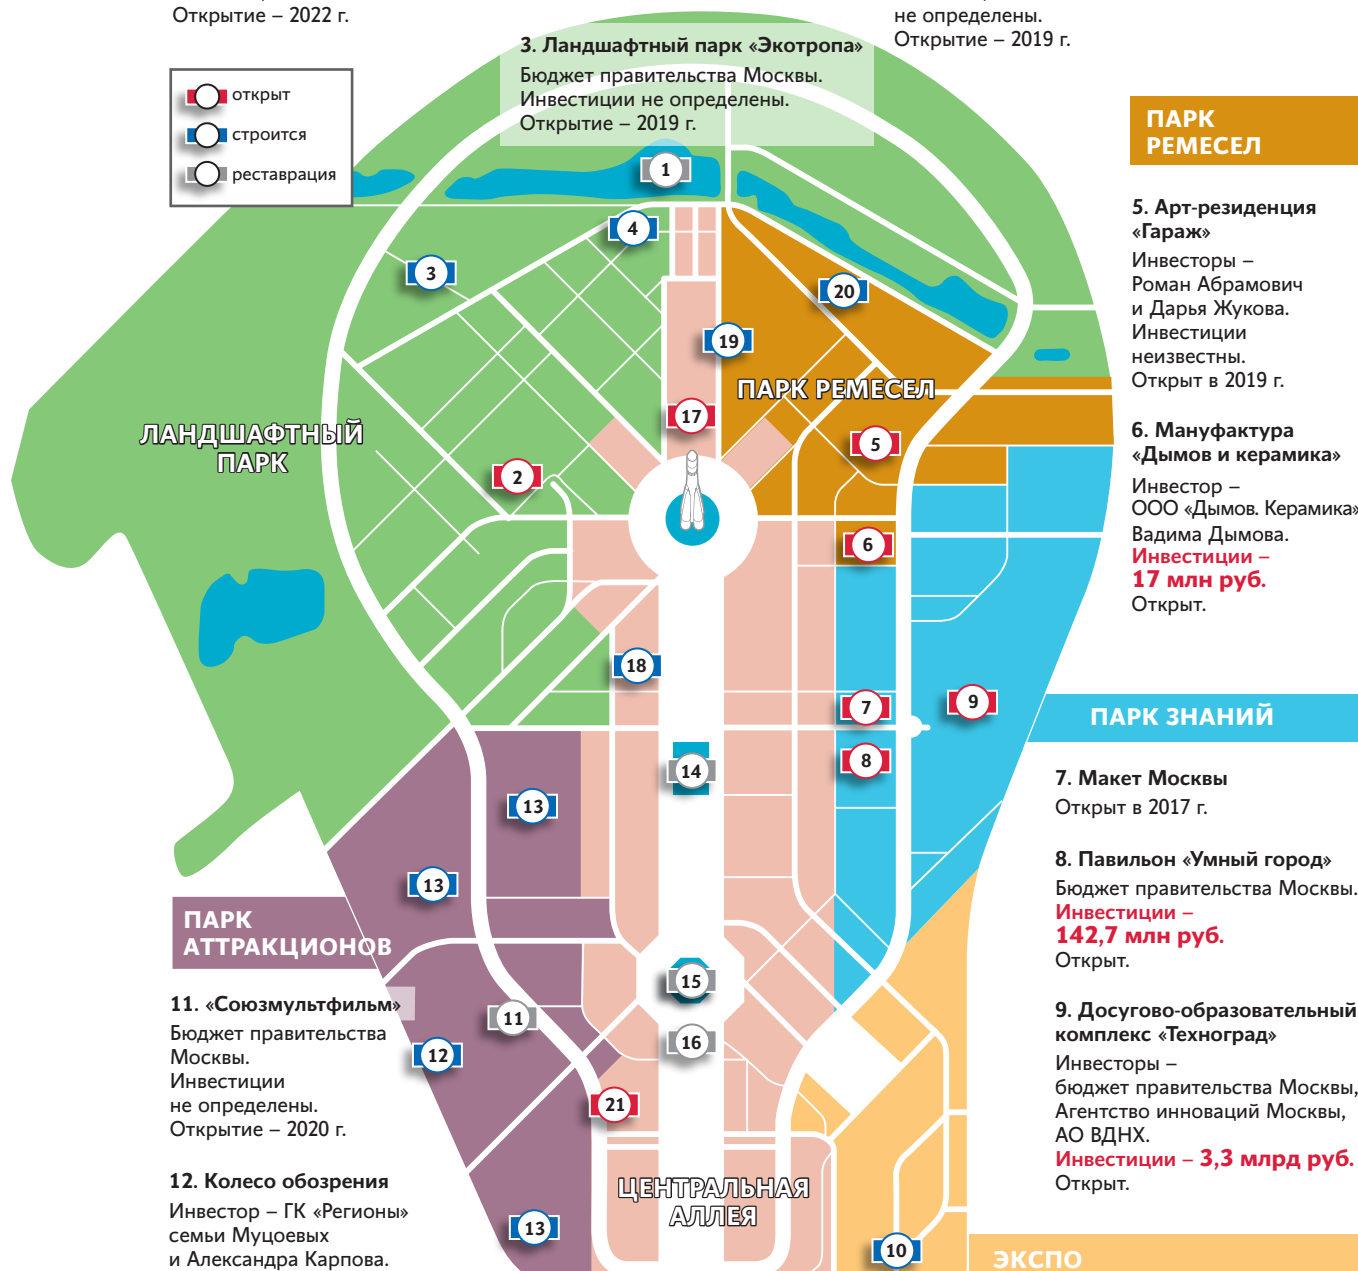 Открытие – 2022 г.
не определены.
Открытие – 2019 г.
3. Ландшафтный парк «Экотропа»
Бюджет правительства Москвы.
Инвестиции не определены.
Открытие – 2019 г.
открыт
строится
реставрация
ПАРК
РЕМЕСЕЛ
5. Арт-резиденция
«Гараж»
Инвесторы –
Роман Абрамович
и Дарья Жукова.
Инвестиции
неизвестны.
Открыт в 2019 г.
6. Мануфактура
«Дымов и керамика»
Инвестор –
ООО «Дымов. Керамика»
Вадима Дымова.
Инвестиции –
17 млн руб.
Открыт.
ПАРК ЗНАНИЙ
7. Макет Москвы
Открыт в 2017 г.
8. Павильон «Умный город»
Бюджет правительства Москвы.
Инвестиции –
142,7 млн руб.
Открыт.
9. Досугово-образовательный
комплекс «Техноград»
Инвесторы –
бюджет правительства Москвы,
Агентство инноваций Москвы,
АО ВДНХ.
Инвестиции – 3,3 млрд руб.
Открыт.
ЭКСПО
ПАРК
АТТРАКЦИОНОВ
11. «Союзмультфильм»
Бюджет правительства
Москвы.
Инвестиции
не определены.
Открытие – 2020 г.
12. Колесо обозрения
Инвестор – ГК «Регионы»
семьи Муцоевых
и Александра Карпова.
1
4
3
20
19
ПАРК РЕМЕСЕЛ
17
ЛАНДШАФТНЫЙ
ПАРК
5
2
6
18
7
9
8
14
13
13
15
11
16
12
21
ЦЕНТРАЛЬНАЯ
АЛЛЕЯ
13
10